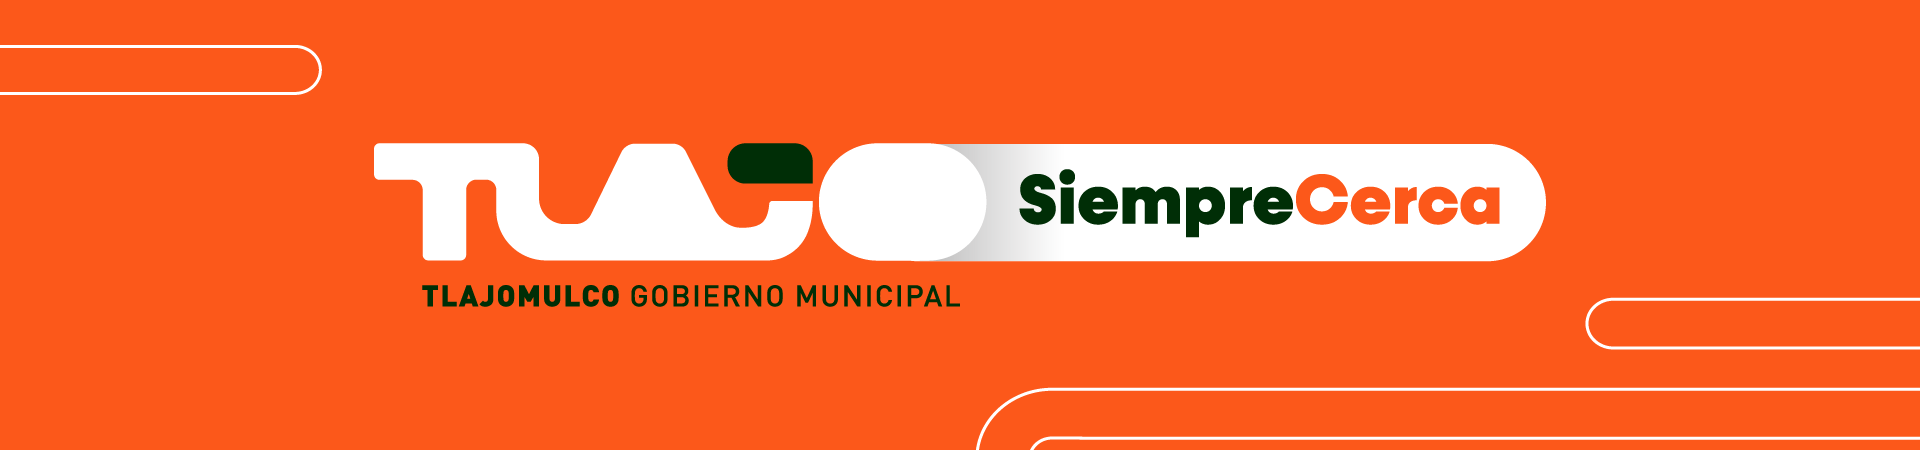 TLAJO SiempreCerca
TLAJOMULCO GOBIERNO MUNICIPAL